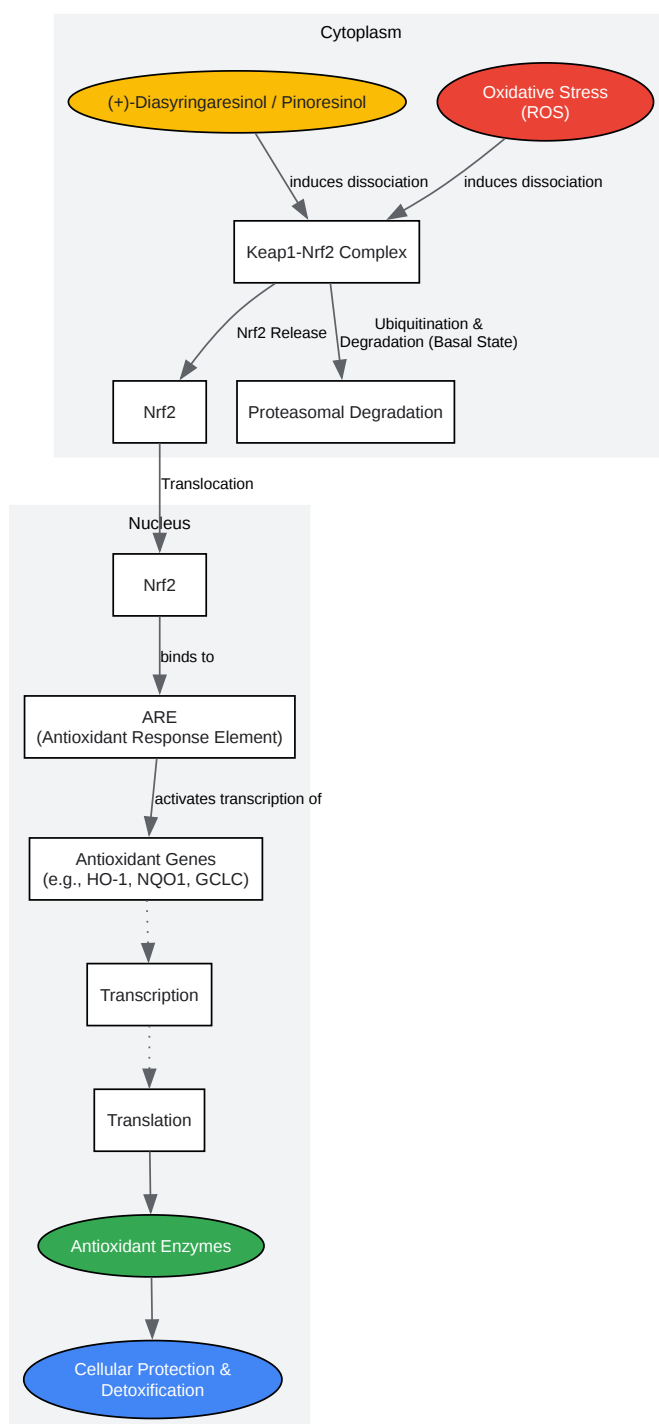 Cytoplasm
(+)-Diasyringaresinol / Pinoresinol
Oxidative Stress
(ROS)
induces dissociation
induces dissociation
Keap1-Nrf2 Complex
Nrf2 Release
Ubiquitination &
Degradation (Basal State)
Nrf2
Proteasomal Degradation
Translocation
Nucleus
Nrf2
binds to
ARE
(Antioxidant Response Element)
activates transcription of
Antioxidant Genes
(e.g., HO-1, NQO1, GCLC)
Transcription
Translation
Antioxidant Enzymes
Cellular Protection &
Detoxification